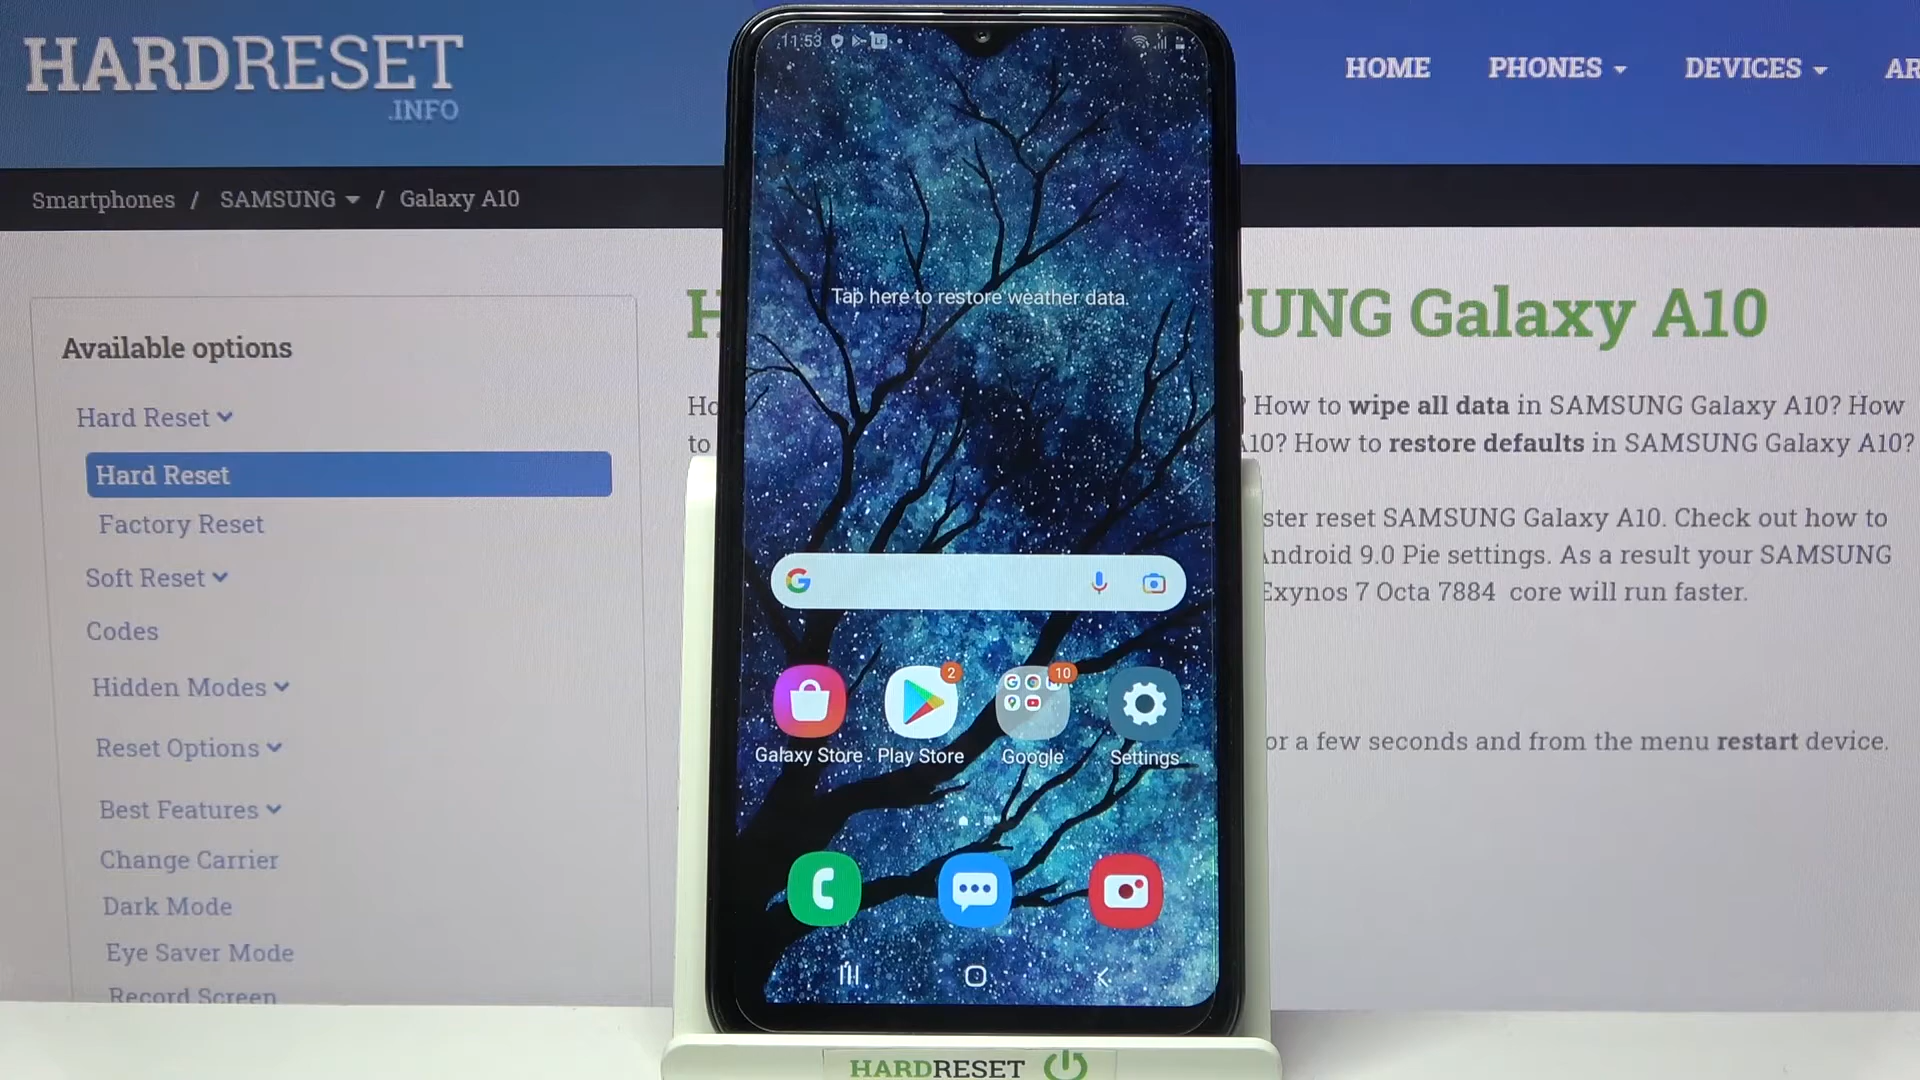 HARDRESET
.INFO
HOME PHONES DEVICES AR
Smartphones / SAMSUNG / Galaxy A10
Available options
Hard Reset
Hard Reset
Factory Reset
Soft Reset
Codes
Hidden Modes
Reset Options
Best Features
Change Carrier
Dark Mode
Eye Saver Mode
Record Screen
H
UNG Galaxy A10
Ho
? How to wipe all data in SAMSUNG Galaxy A10? How
to
A10? How to restore defaults in SAMSUNG Galaxy A10?
ster reset SAMSUNG Galaxy A10. Check out how to
Android 9.0 Pie settings. As a result your SAMSUNG
Exynos 7 Octa 7884 core will run faster.
or a few seconds and from the menu restart device.
11:53
Tap here to restore weather data.
G
2
10
Galaxy Store Play Store Google Settings
HARDRESET